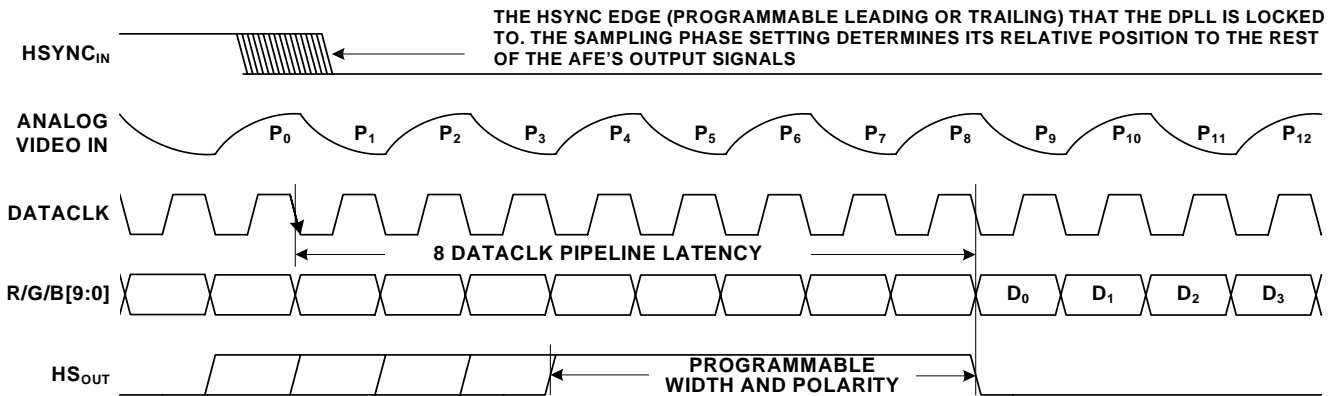 THE HSYNC EDGE (PROGRAMMABLE LEADING OR TRAILING) THAT THE DPLL IS LOCKED
TO. THE SAMPLING PHASE SETTING DETERMINES ITS RELATIVE POSITION TO THE REST
OF THE AFE'S OUTPUT SIGNALS
HSYNCIN
ANALOG
VIDEO IN
P0 P1 P2 P3 P4 P5 P6 P7 P8 P9 P10 P11 P12
DATACLK
8 DATACLK PIPELINE LATENCY
R/G/B[9:0]
D0 D1 D2 D3
HSOUT
PROGRAMMABLE
WIDTH AND POLARITY